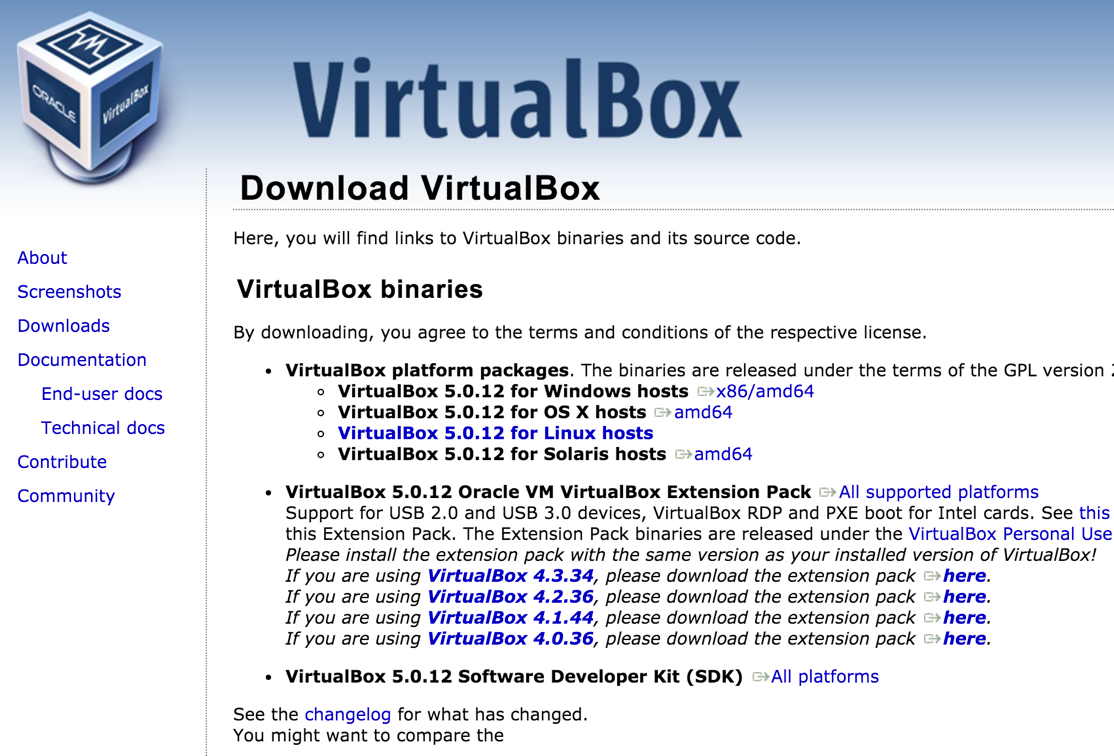 ORACLE
VirtualBox
VirtualBox
Download VirtualBox
Here, you will find links to VirtualBox binaries and its source code.
About
Screenshots
Downloads
Documentation
End-user docs
Technical docs
Contribute
Community
VirtualBox binaries
By downloading, you agree to the terms and conditions of the respective license.
• VirtualBox platform packages. The binaries are released under the terms of the GPL version 2
VirtualBox 5.0.12 for Windows hosts x86/amd64
VirtualBox 5.0.12 for OS X hosts amd64
VirtualBox 5.0.12 for Linux hosts
VirtualBox 5.0.12 for Solaris hosts amd64
• VirtualBox 5.0.12 Oracle VM VirtualBox Extension Pack All supported platforms
Support for USB 2.0 and USB 3.0 devices, VirtualBox RDP and PXE boot for Intel cards. See this
this Extension Pack. The Extension Pack binaries are released under the VirtualBox Personal Use
Please install the extension pack with the same version as your installed version of VirtualBox!
If you are using VirtualBox 4.3.34, please download the extension pack here.
If you are using VirtualBox 4.2.36, please download the extension pack here.
If you are using VirtualBox 4.1.44, please download the extension pack here.
If you are using VirtualBox 4.0.36, please download the extension pack here.
• VirtualBox 5.0.12 Software Developer Kit (SDK) All platforms
See the changelog for what has changed.
You might want to compare the